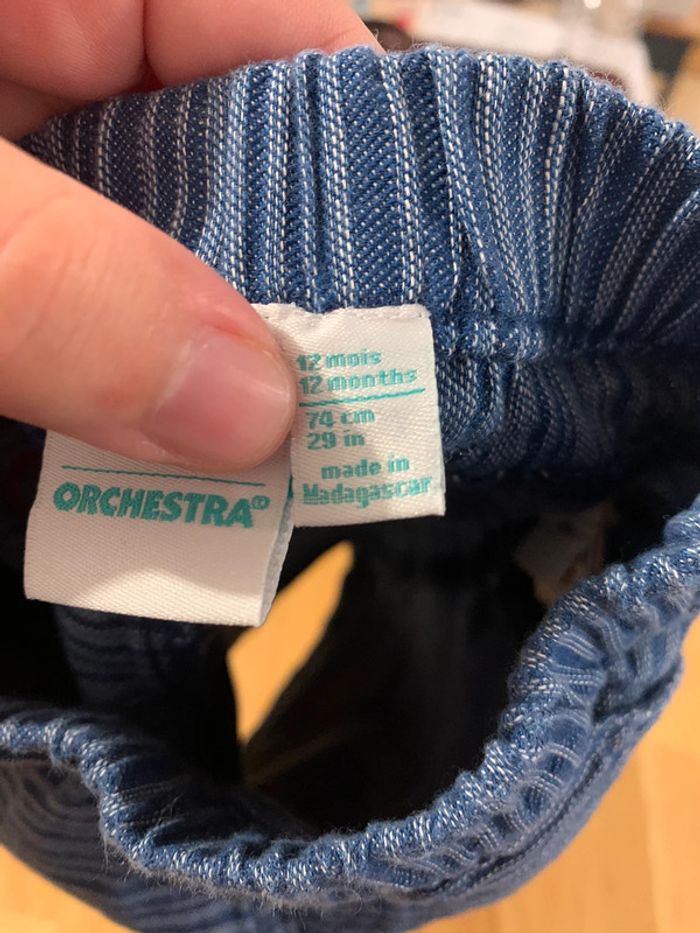 12 mois
12 months
74 cm
29 in
made in
Madagascar
ORCHESTRA®